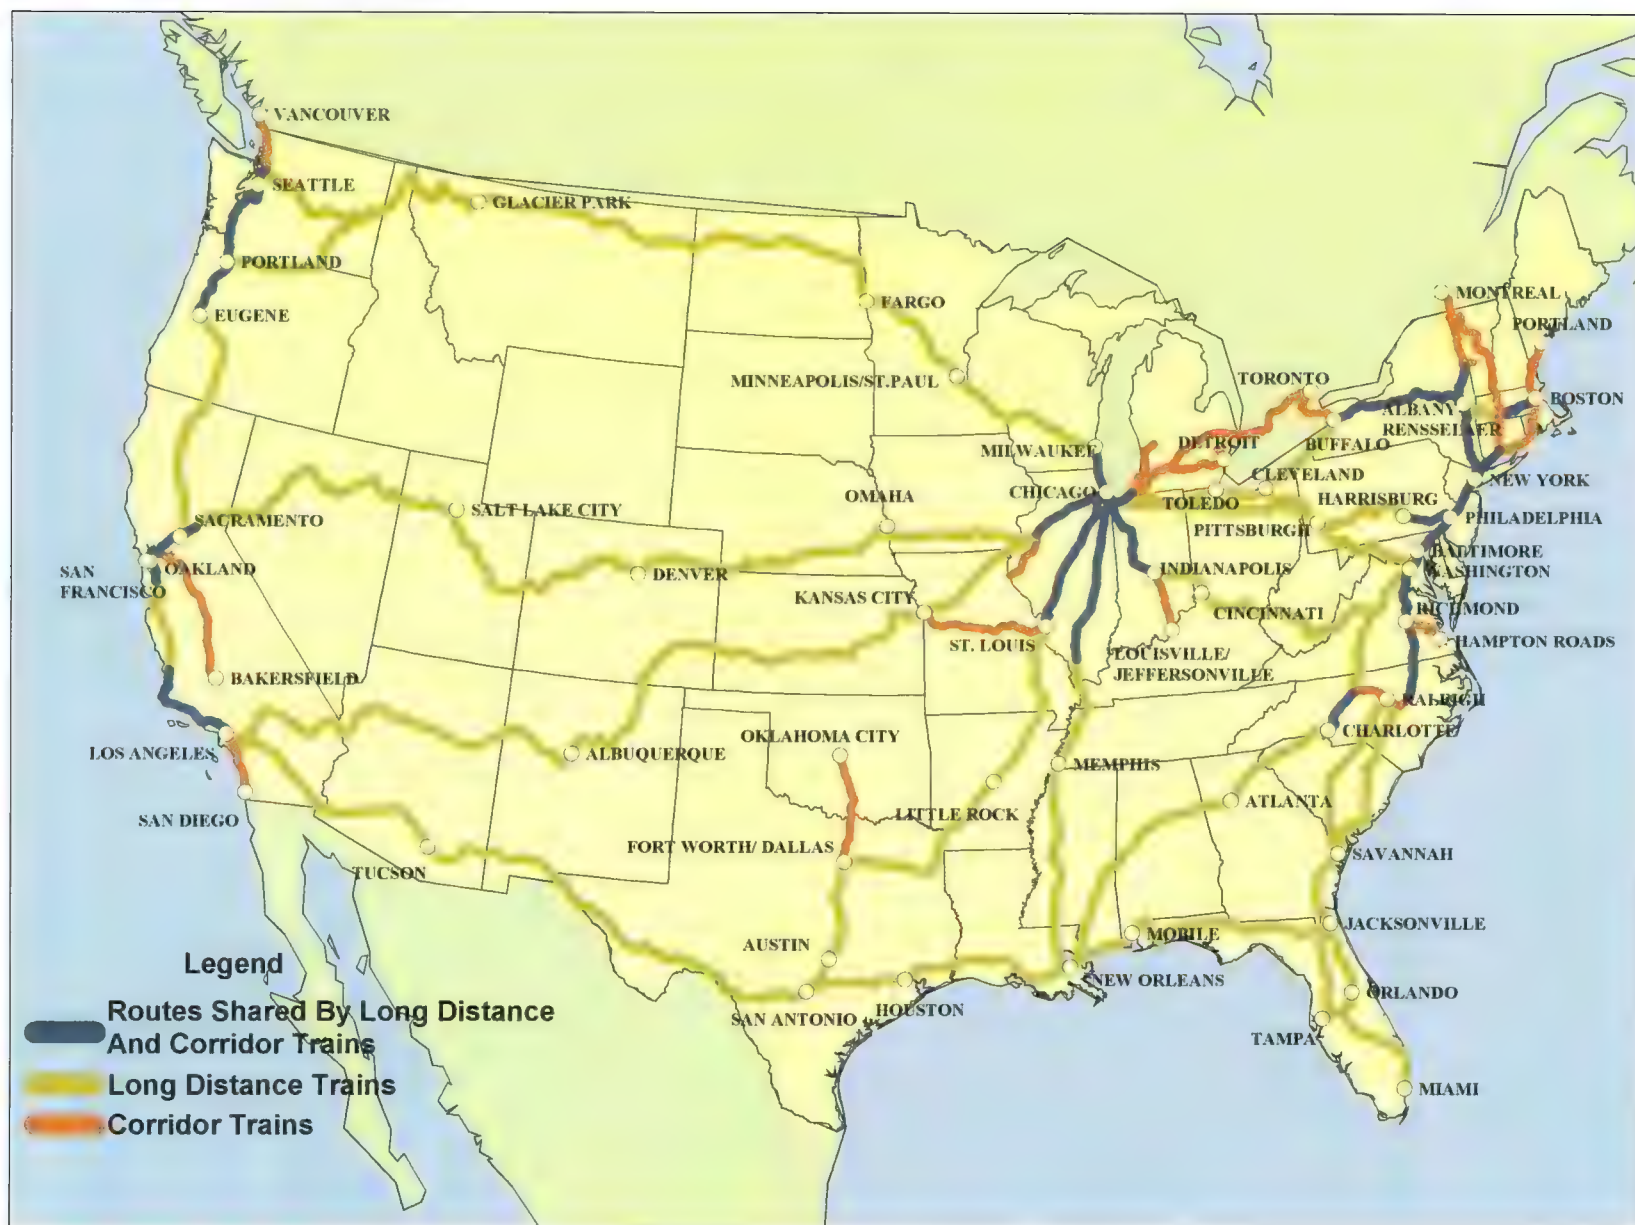 VANCOUVER
SEATTLE
GLACIER PARK
PORTLAND
EUGENE
FARGO
MONTREAL
PORTLAND
MINNEAPOLIS/ST.PAUL
TORONTO
BOSTON
ALBANY
RENSSELAER
MILWAUKEE
DETROIT
BUFFALO
CLEVELAND
NEW YORK
CHICAGO
TOLEDO
HARRISBURG
OMAHA
SALT LAKE CITY
SACRAMENTO
PITTSBURGH
PHILADELPHIA
BALTIMORE
WASHINGTON
OAKLAND
SAN
FRANCISCO
DENVER
INDIANAPOLIS
KANSAS CITY
CINCINNATI
RICHMOND
HAMPTON ROADS
ST. LOUIS
LOUISVILLE/
JEFFERSONVILLE
BAKERSFIELD
RALEIGH
CHARLOTTE
LOS ANGELES
ALBUQUERQUE
OKLAHOMA CITY
MEMPHIS
ATLANTA
SAN DIEGO
LITTLE ROCK
FORT WORTH/ DALLAS
SAVANNAH
TUCSON
JACKSONVILLE
AUSTIN
MOBILE
NEW ORLEANS
ORLANDO
HOUSTON
SAN ANTONIO
TAMPA
MIAMI
Legend
Routes Shared By Long Distance
And Corridor Trains
Long Distance Trains
Corridor Trains